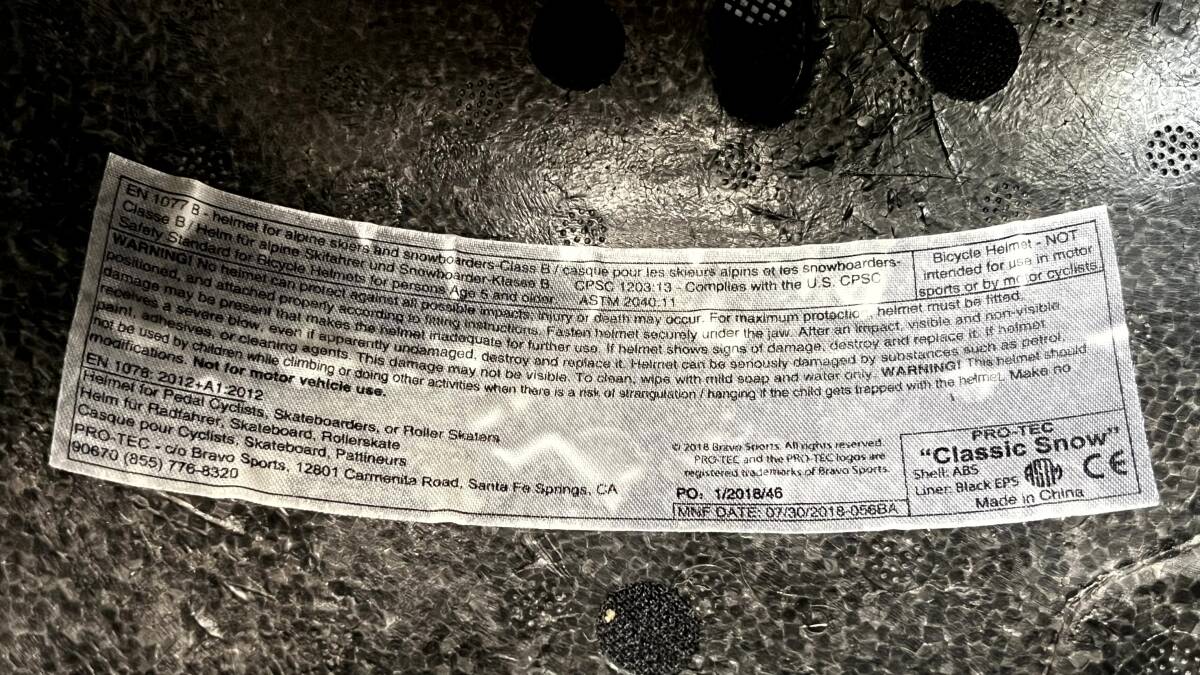 EN 1077 B - helmet for alpine skiers and snowboarders-Class B / casque pour les skieurs alpins et les snowboarders-
Classe B / Helm für alpine Skifahrer und Snowboarder-Klasse B. CPSC 1203:13 - Complies with the U.S. CPSC
Safety Standard for Bicycle Helmets for persons Age 5 and older ASTM 2040:11
Bicycle Helmet - NOT
intended for use in motor
sports or by motor cyclists.
WARNING! No helmet can protect against all possible impacts; injury or death may occur. For maximum helmet must be fitted,
positioned, and attached properly according to fitting instructions. Fasten helmet securely under the jaw. After an impact, visible and non-visible
damage may be present that makes the helmet inadequate for further use. If helmet shows signs of damage, destroy and replace it. If helmet
receives a severe blow, even if apparently undamaged, destroy and replace it. Helmet can be seriously damaged by substances such as petrol,
paint, adhesives, or cleaning agents. This damage may not be visible. To clean, wipe with mild soap and water only. WARNING! This helmet should
not be used by children while climbing or doing other activities when there is a risk of strangulation / hanging if the child gets trapped with the helmet. Make no
modifications. Not for motor vehicle use.
EN 1078: 2012+A1:2012
Helmet for Pedal Cyclists, Skateboarders, or Roller Skaters
Helm für Radfahrer, Skateboard, Rollerskate
Casque pour Cyclists, Skateboard, Pattineurs
PRO-TEC - c/o Bravo Sports, 12801 Carmenita Road, Santa Fe Springs, CA
90670 (855) 776-8320
© 2018 Bravo Sports. All rights reserved.
PRO-TEC and the PRO-TEC logos are
registered trademarks of Bravo Sports.
PO: 1/2018/46
MNF DATE: 07/30/2018-056BA
PRO-TEC
“Classic Snow”
Shell: ABS
Liner: Black EPS ASTM CE
Made in China